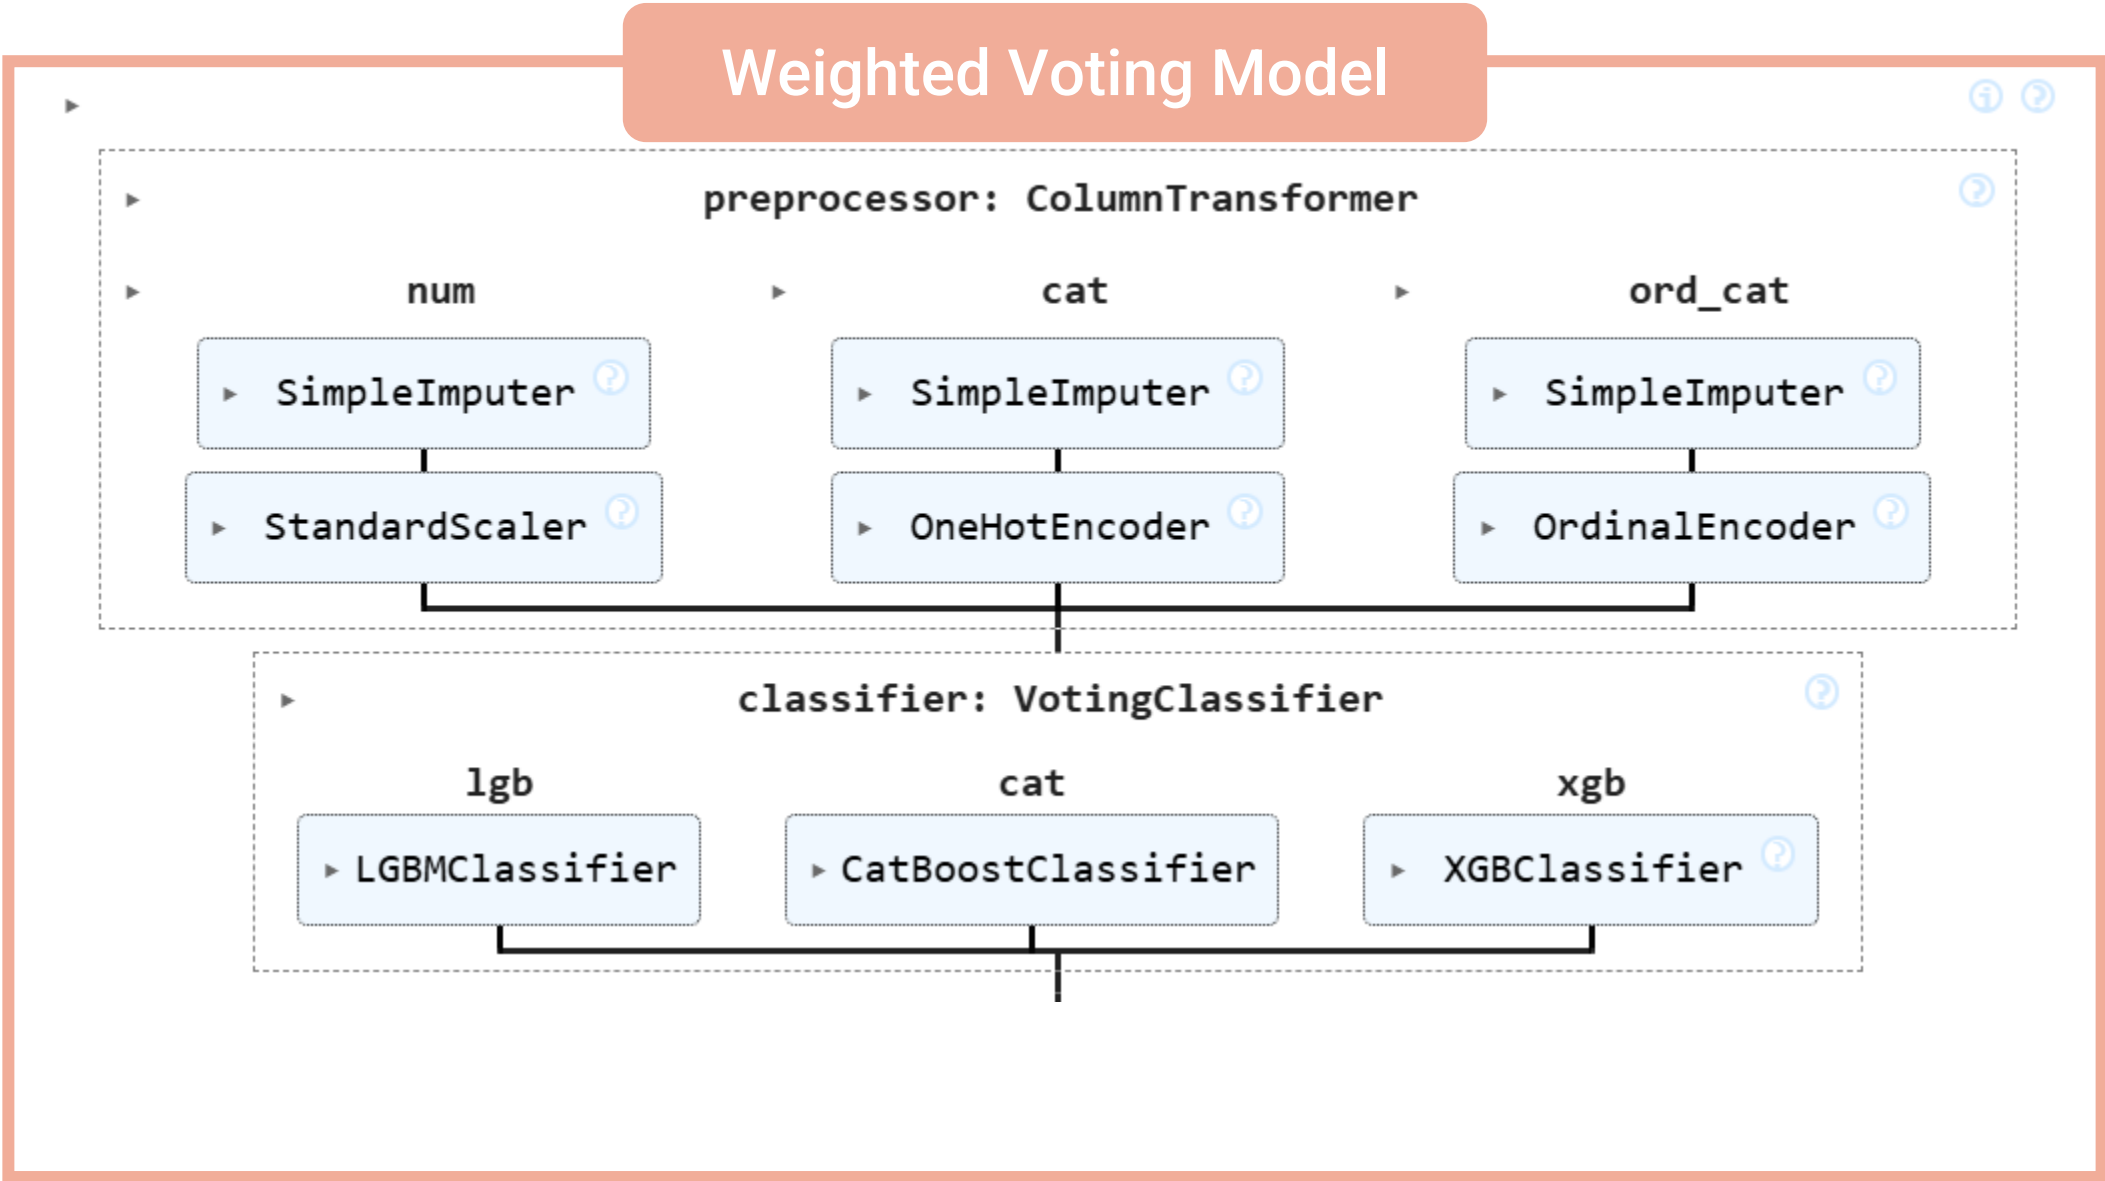 Weighted Voting Model
preprocessor: ColumnTransformer
num
cat
ord_cat
SimpleImputer
SimpleImputer
SimpleImputer
StandardScaler
OneHotEncoder
OrdinalEncoder
classifier: VotingClassifier
lgb
cat
xgb
LGBMClassifier
CatBoostClassifier
XGBClassifier